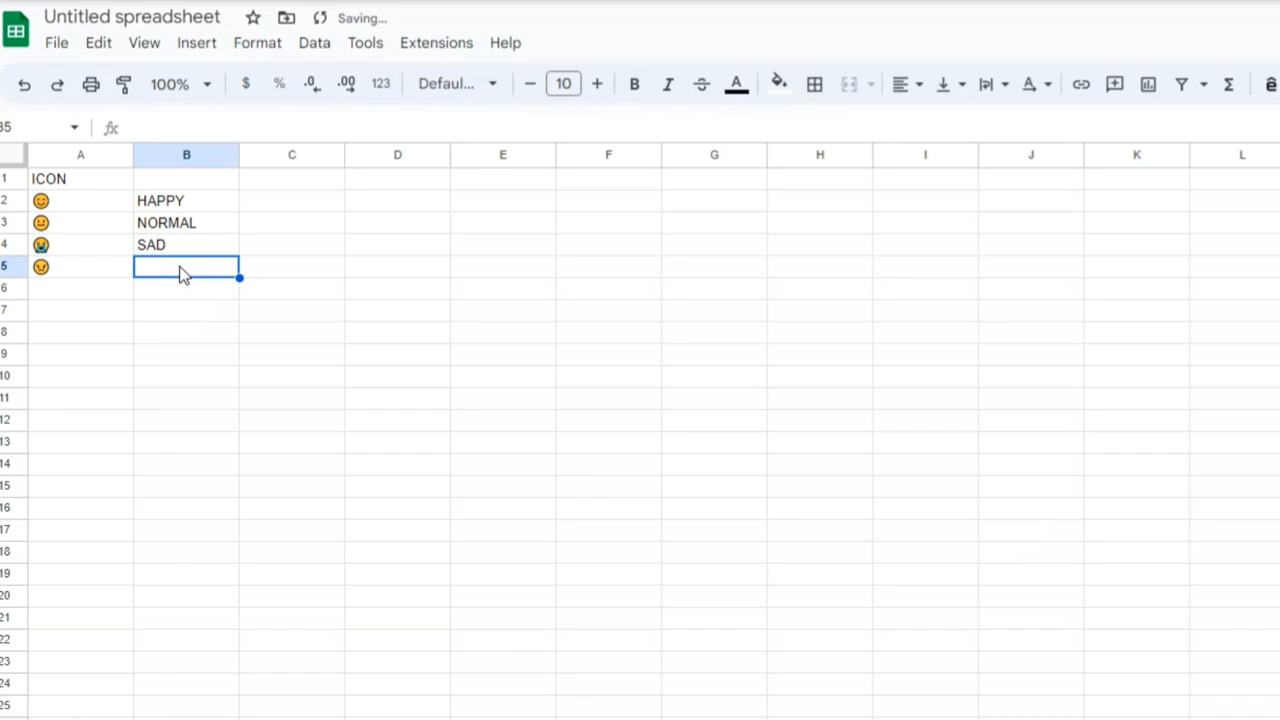 Untitled spreadsheet Saving...
File Edit View Insert Format Data Tools Extensions Help
100% $ % .0 .00 123 Defaul... − 10 + B I S A Σ
35 fx
A B C D E F G H I J K L
1 ICON
2 😊 HAPPY
3 😐 NORMAL
4 😭 SAD
5 😠
6
7
8
9
10
11
12
13
14
15
16
17
18
19
20
21
22
23
24
25